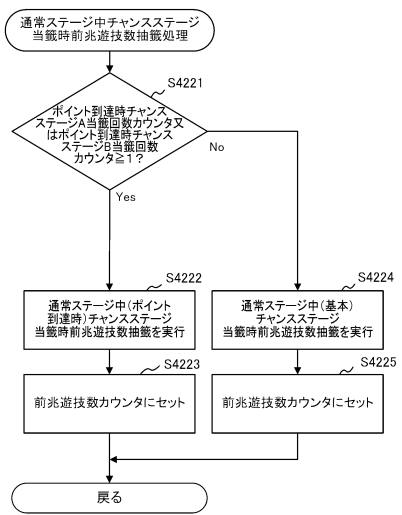 通常ステージ中チャンスステージ
当籤時前兆遊技数抽籤処理
S4221
ポイント到達時チャンス
ステージA当籤回数カウンタ又
はポイント到達時チャンス
ステージB当籤回数
カウンタ≧1？
No
Yes
S4222
通常ステージ中（ポイント
到達時）チャンスステージ
当籤時前兆遊技数抽籤を実行
S4224
通常ステージ中（基本）
チャンスステージ
当籤時前兆遊技数抽籤を実行
S4223
前兆遊技数カウンタにセット
S4225
前兆遊技数カウンタにセット
戻る